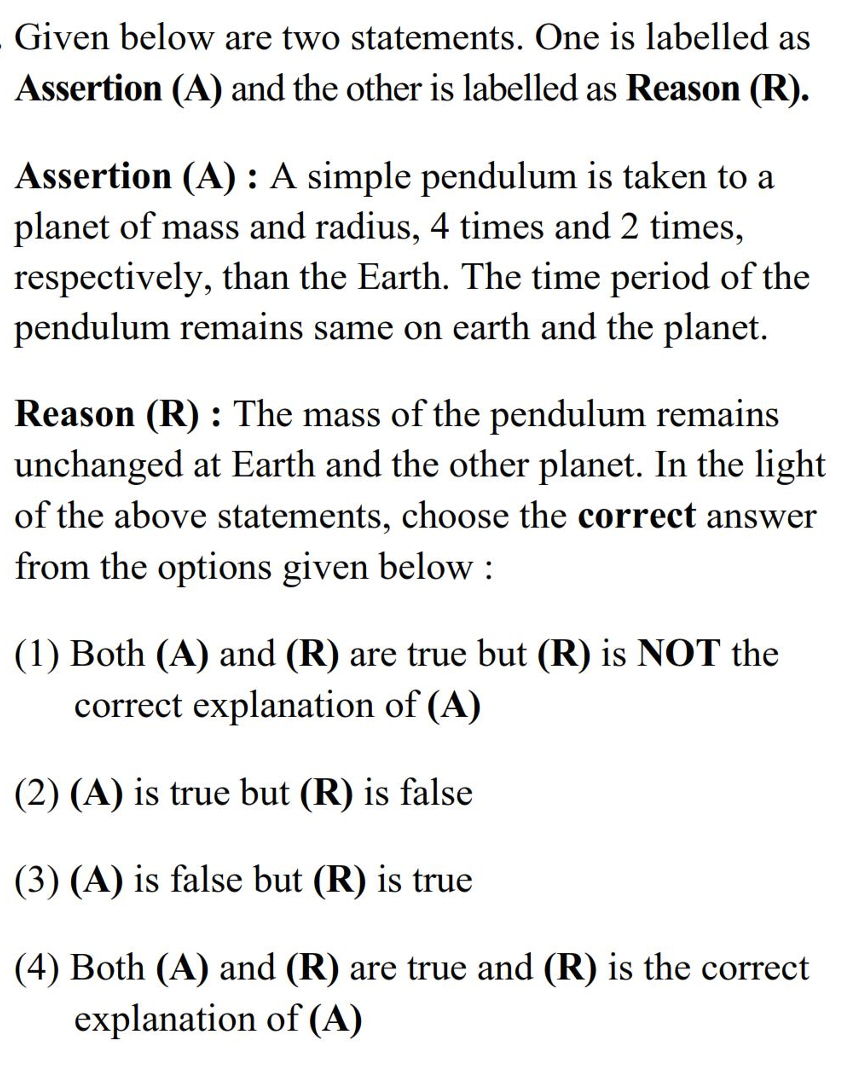 . Given below are two statements. One is labelled as
Assertion (A) and the other is labelled as Reason (R).
Assertion (A) : A simple pendulum is taken to a
planet of mass and radius, 4 times and 2 times,
respectively, than the Earth. The time period of the
pendulum remains same on earth and the planet.
Reason (R) : The mass of the pendulum remains
unchanged at Earth and the other planet. In the light
of the above statements, choose the correct answer
from the options given below :
(1) Both (A) and (R) are true but (R) is NOT the
correct explanation of (A)
(2) (A) is true but (R) is false
(3) (A) is false but (R) is true
(4) Both (A) and (R) are true and (R) is the correct
explanation of (A)